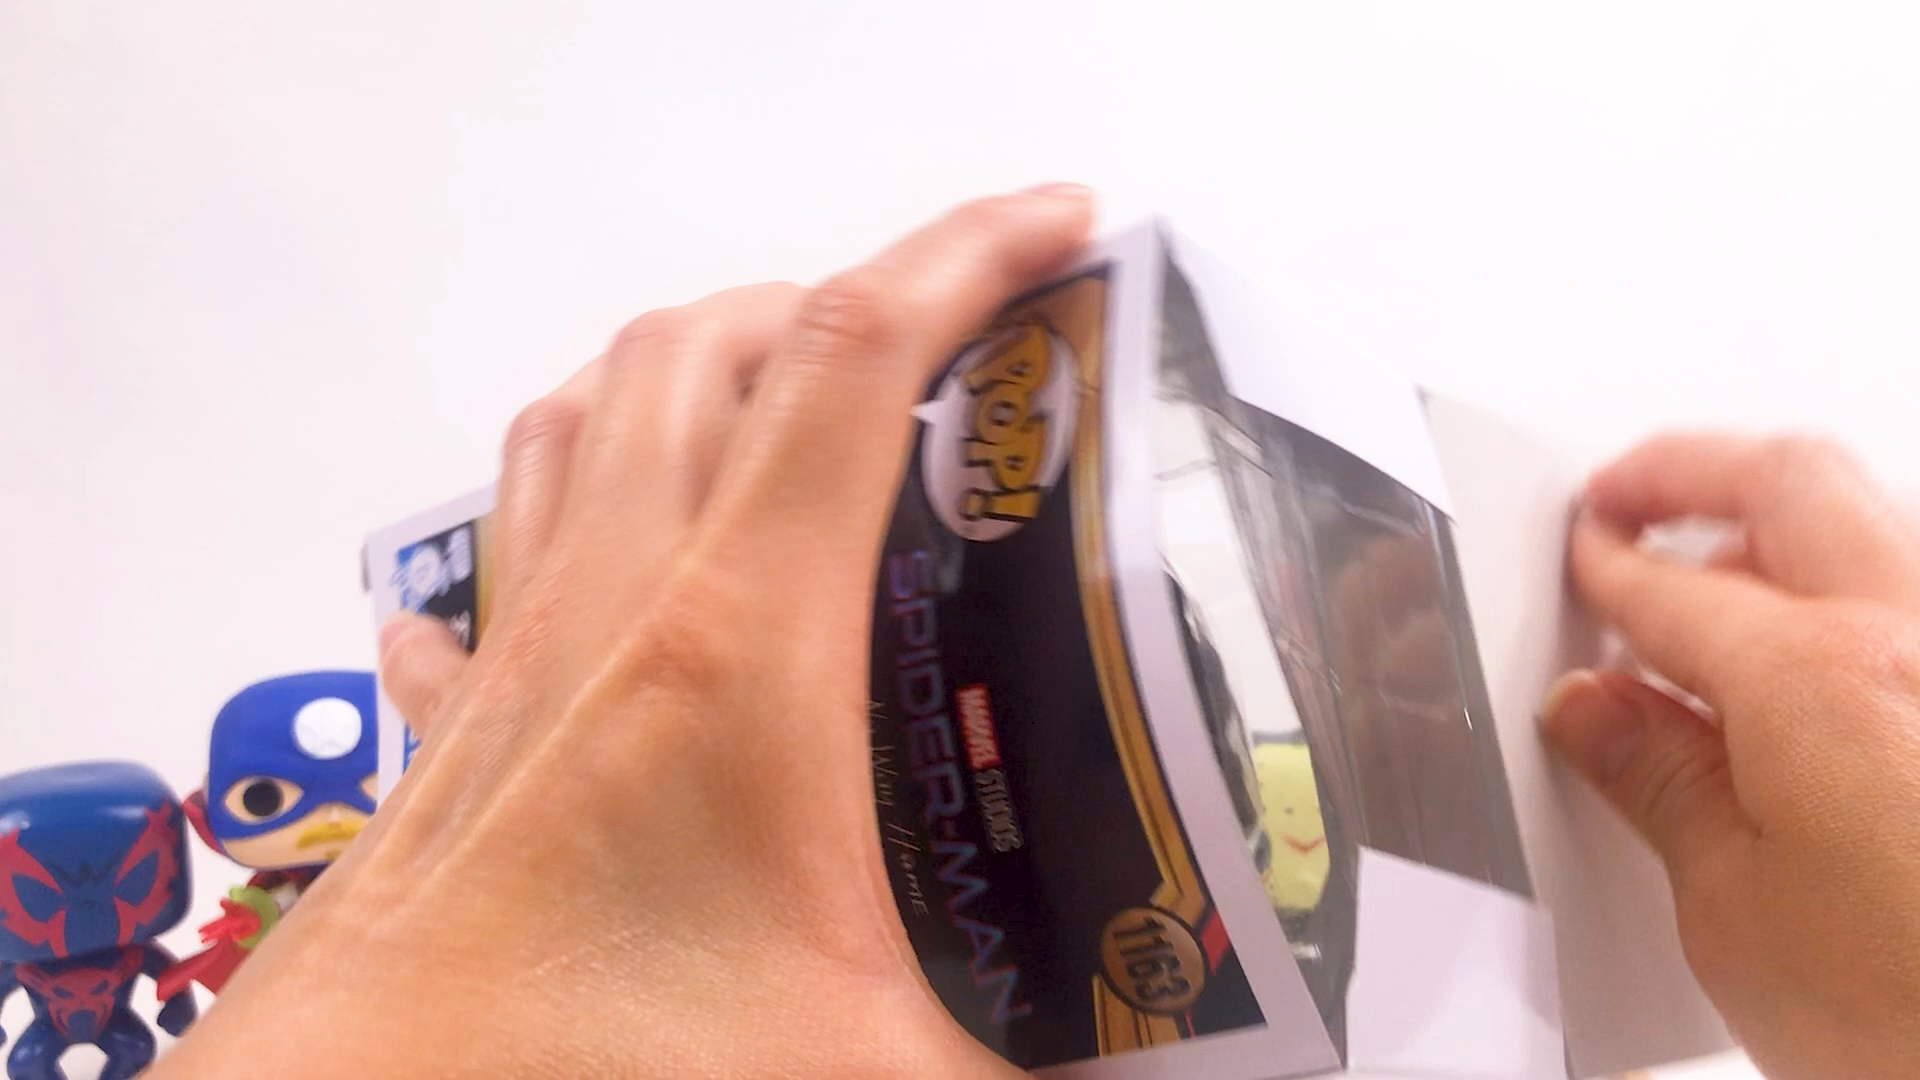 POP!
MARVEL STUDIOS
SPIDER-MAN
No Way Home
1163